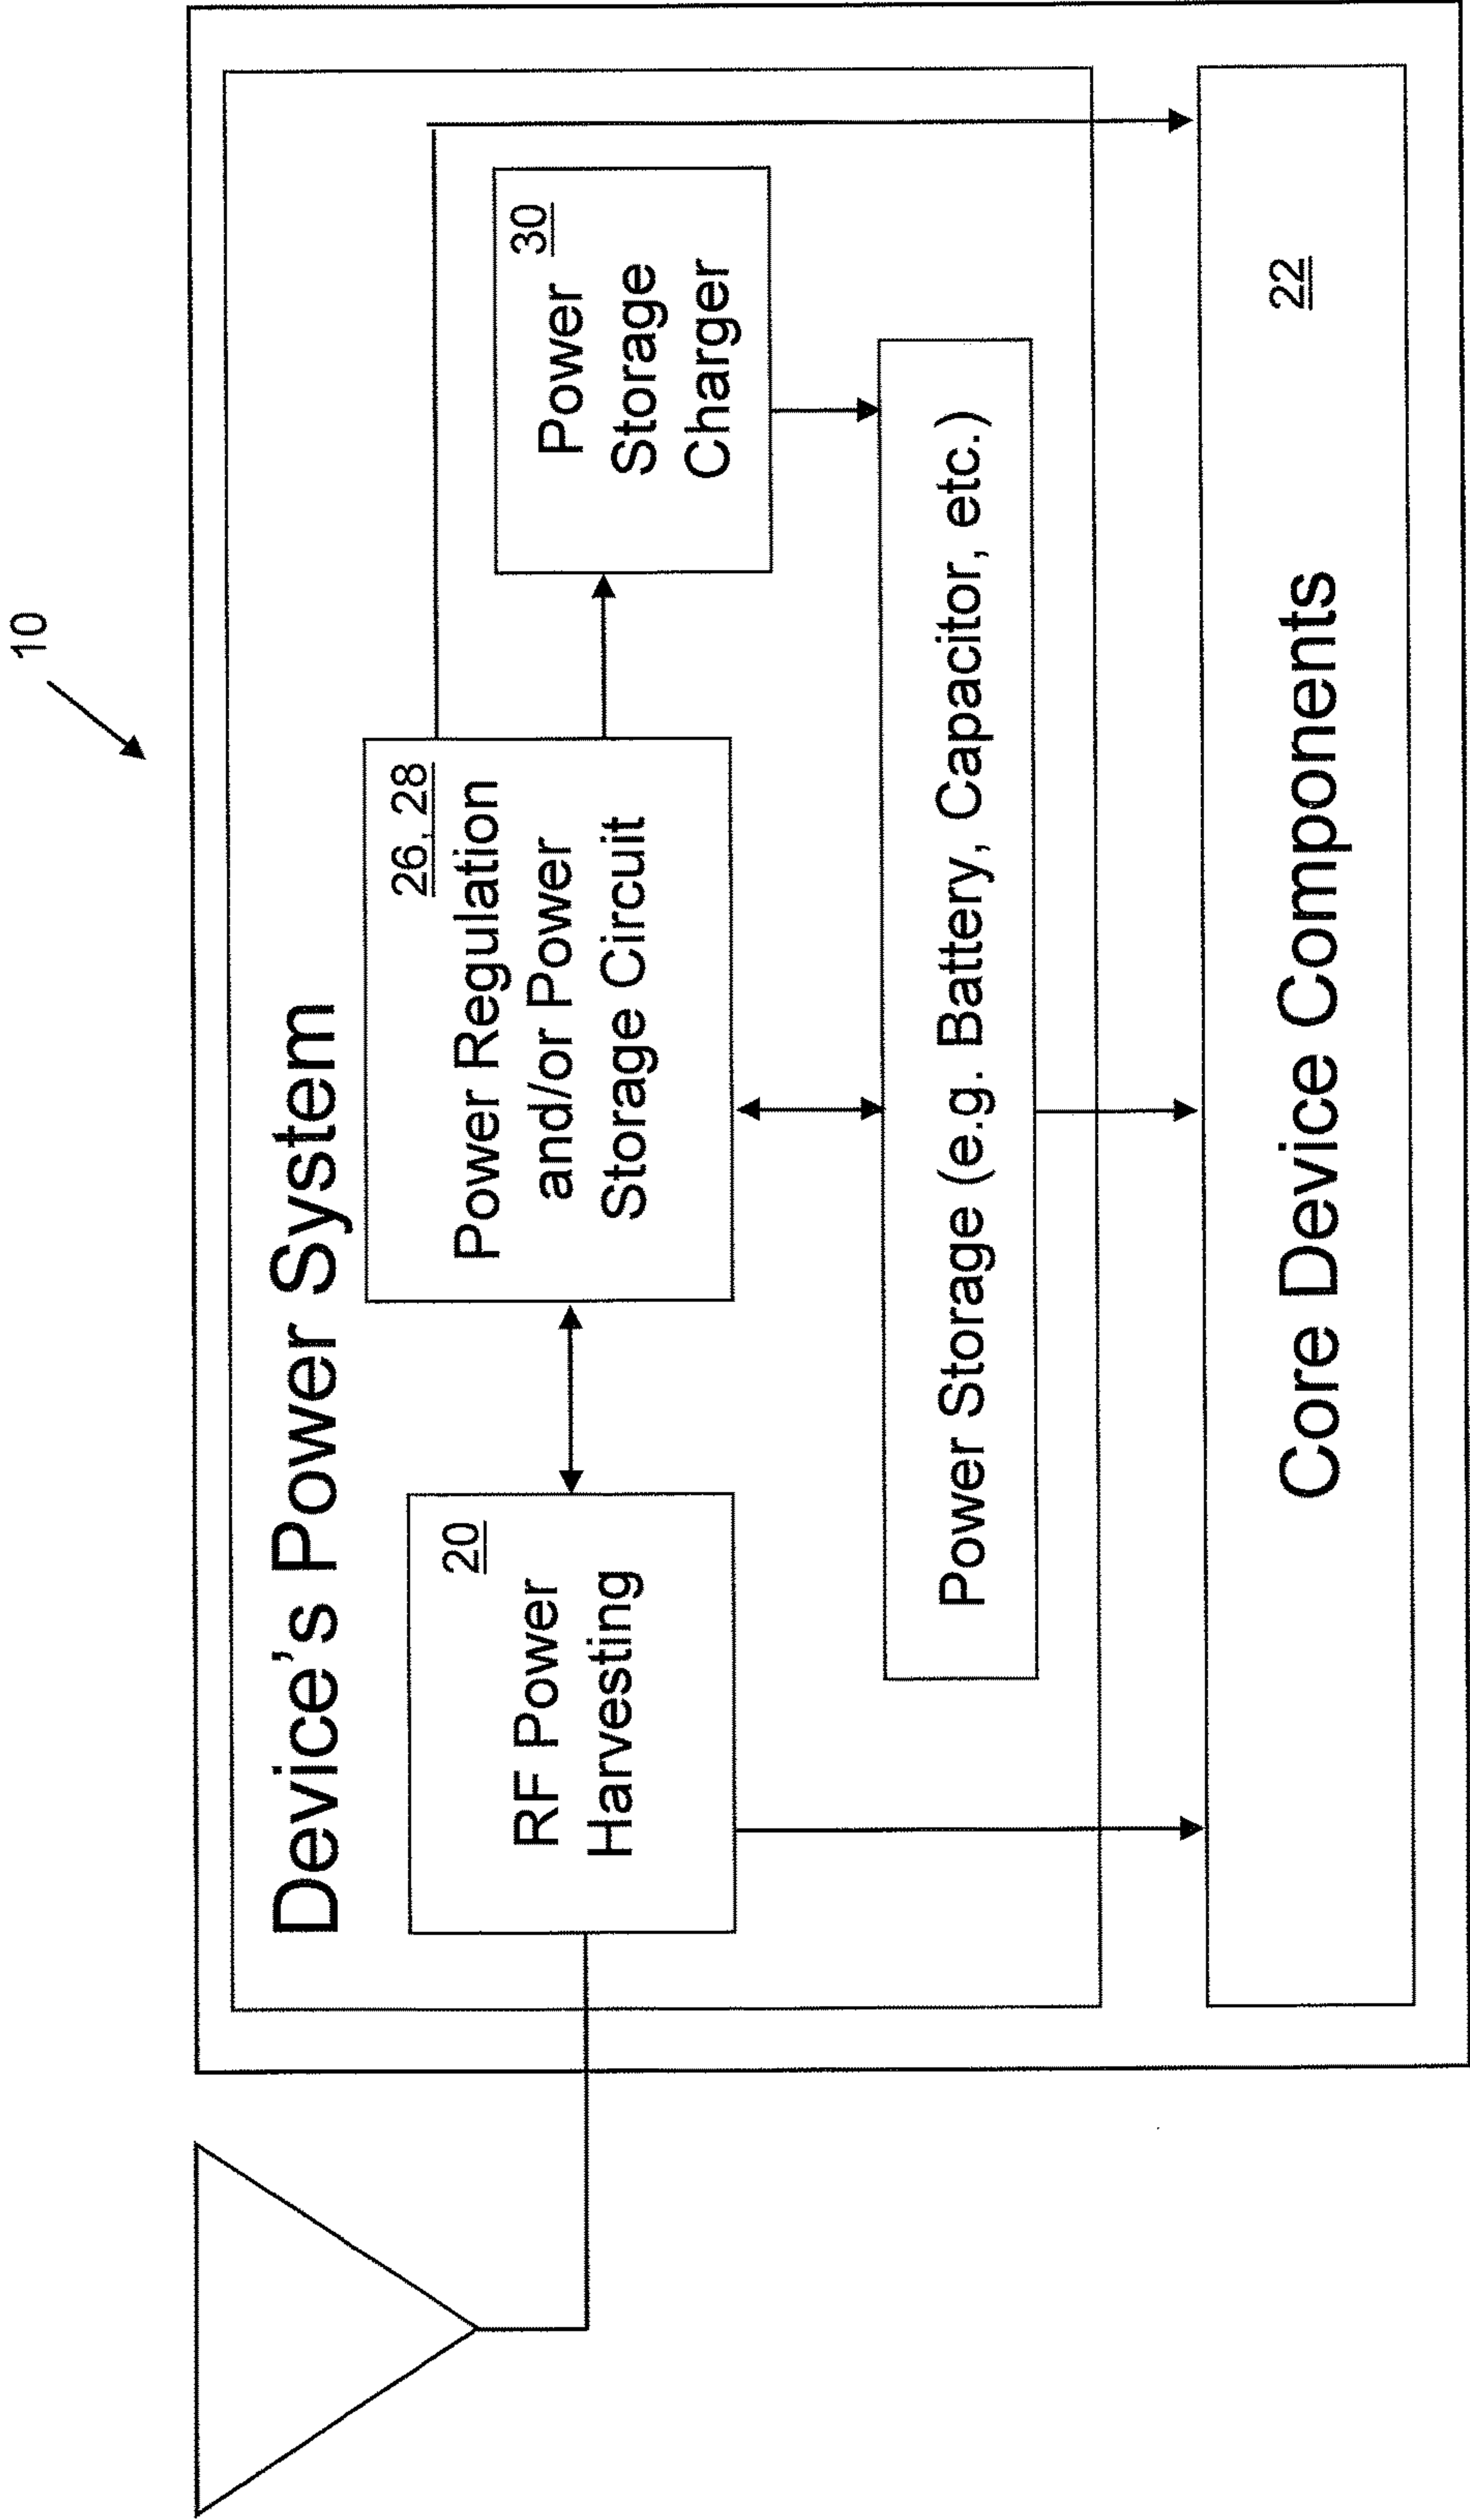 10
Device's Power System
20
RF Power
Harvesting
26, 28
Power Regulation
and/or Power
Storage Circuit
30
Power
Storage
Charger
Power Storage (e.g. Battery, Capacitor, etc.)
22
Core Device Components